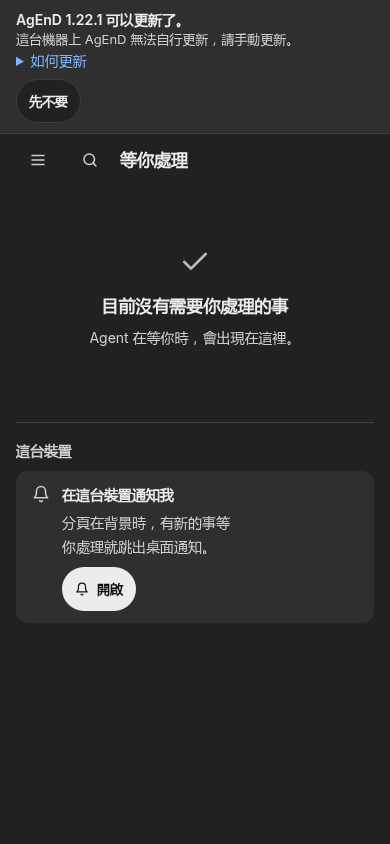 AgEnD 1.22.1 可以更新了。
這台機器上 AgEnD 無法自行更新，請手動更新。
如何更新
先不要
等你處理
目前沒有需要你處理的事
Agent 在等你時，會出現在這裡。
這台裝置
在這台裝置通知我
分頁在背景時，有新的事等
你處理就跳出桌面通知。
開啟